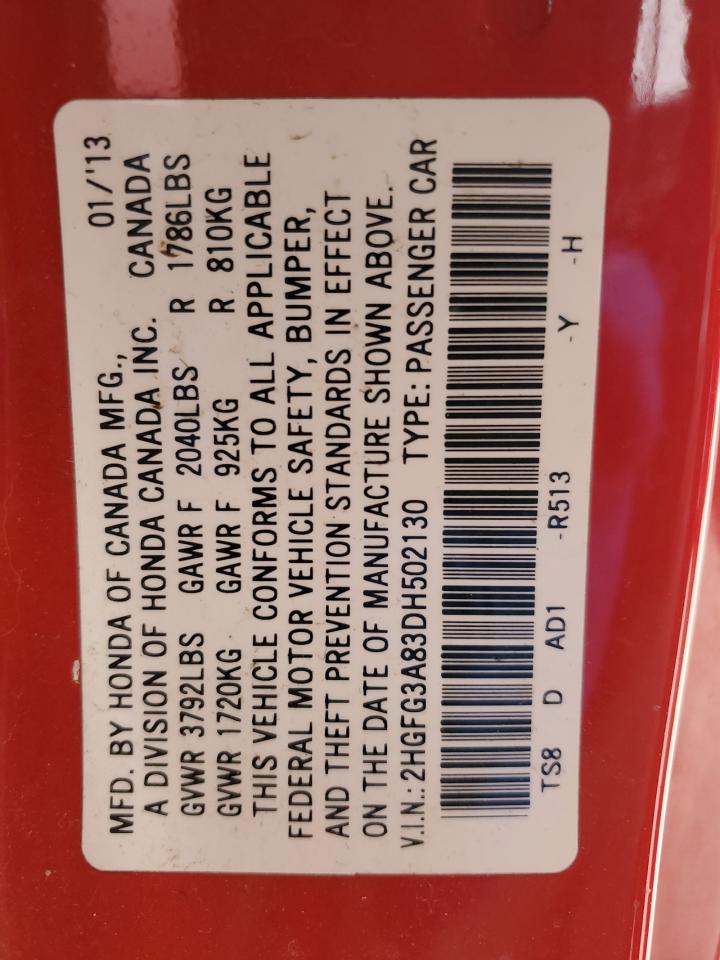 MFD. BY HONDA OF CANADA MFG., 01/'13
A DIVISION OF HONDA CANADA INC. CANADA
GVWR 3792LBS GAWR F 2040LBS R 1786LBS
GVWR 1720KG GAWR F 925KG R 810KG
THIS VEHICLE CONFORMS TO ALL APPLICABLE
FEDERAL MOTOR VEHICLE SAFETY, BUMPER,
AND THEFT PREVENTION STANDARDS IN EFFECT
ON THE DATE OF MANUFACTURE SHOWN ABOVE.
V.I.N.: 2HGFG3A83DH502130 TYPE: PASSENGER CAR
TS8 D AD1 -R513 -Y -H